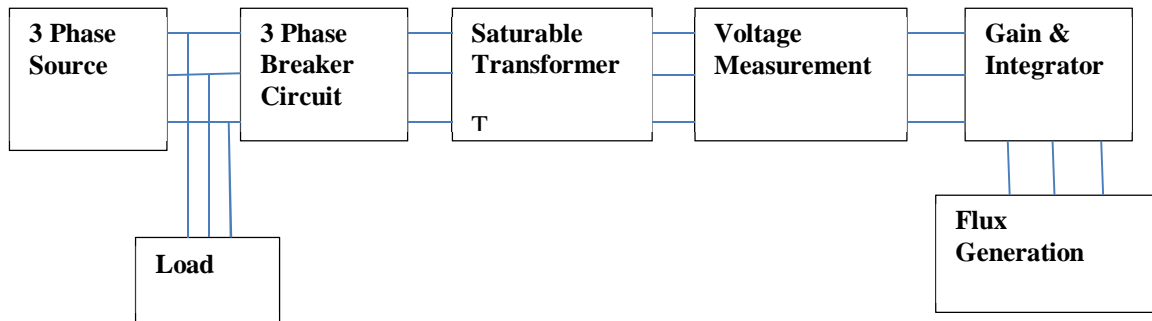 3 Phase
Source
3 Phase
Breaker
Circuit
Saturable
Transformer
T
Voltage
Measurement
Gain &
Integrator
Load
Flux
Generation